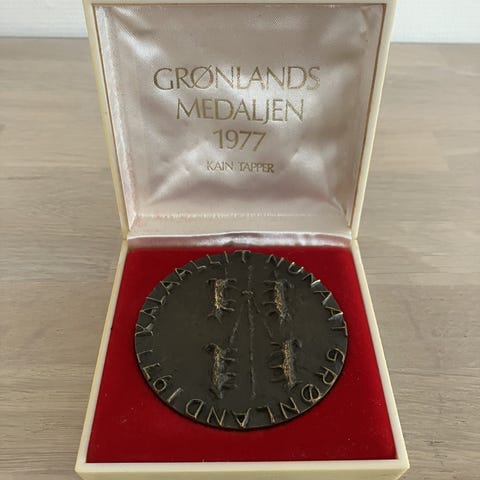 GRØNLANDS
MEDALJEN
1977
KAIN TAPPER
KALAALLIT NUNAAT GRØNLAND 1977